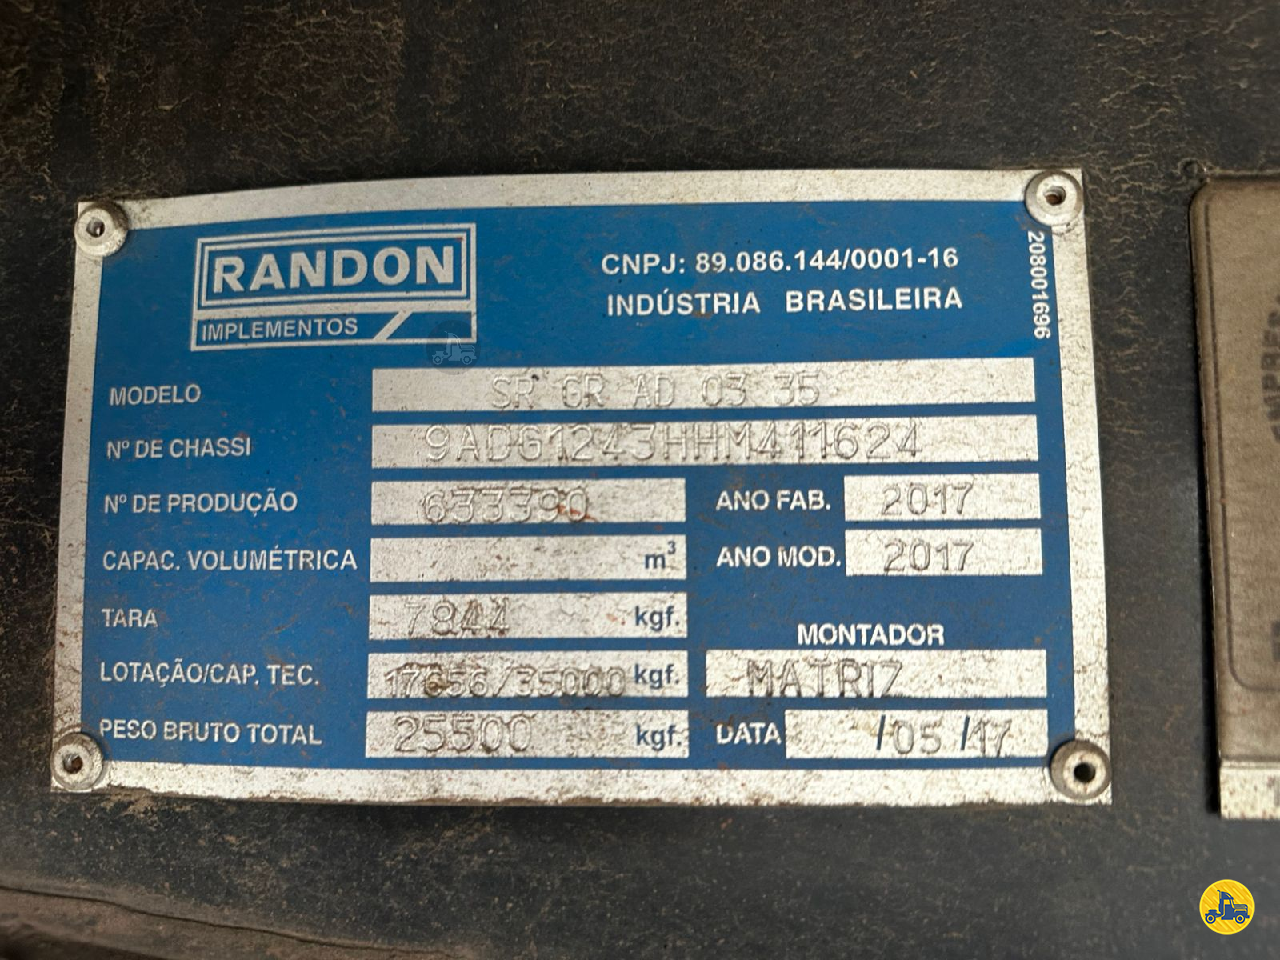 RANDON
IMPLEMENTOS
CNPJ: 89.086.144/0001-16
INDÚSTRIA BRASILEIRA
208001696
MODELO SR GR AD 03 35
Nº DE CHASSI 9ADG1243HHM411624
Nº DE PRODUÇÃO 633390 ANO FAB. 2017
CAPAC. VOLUMÉTRICA m³ ANO MOD. 2017
TARA 7844 kgf.
MONTADOR
LOTAÇÃO/CAP. TEC. 17656/35000 kgf. MATRIZ
PESO BRUTO TOTAL 25500 kgf. DATA /05/17